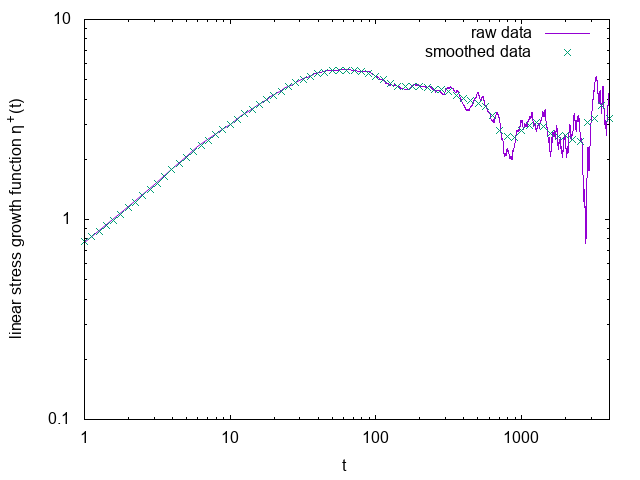 raw data
smoothed data
10
1
0.1
linear stress growth function η⁺(t)
1 10 100 1000
t